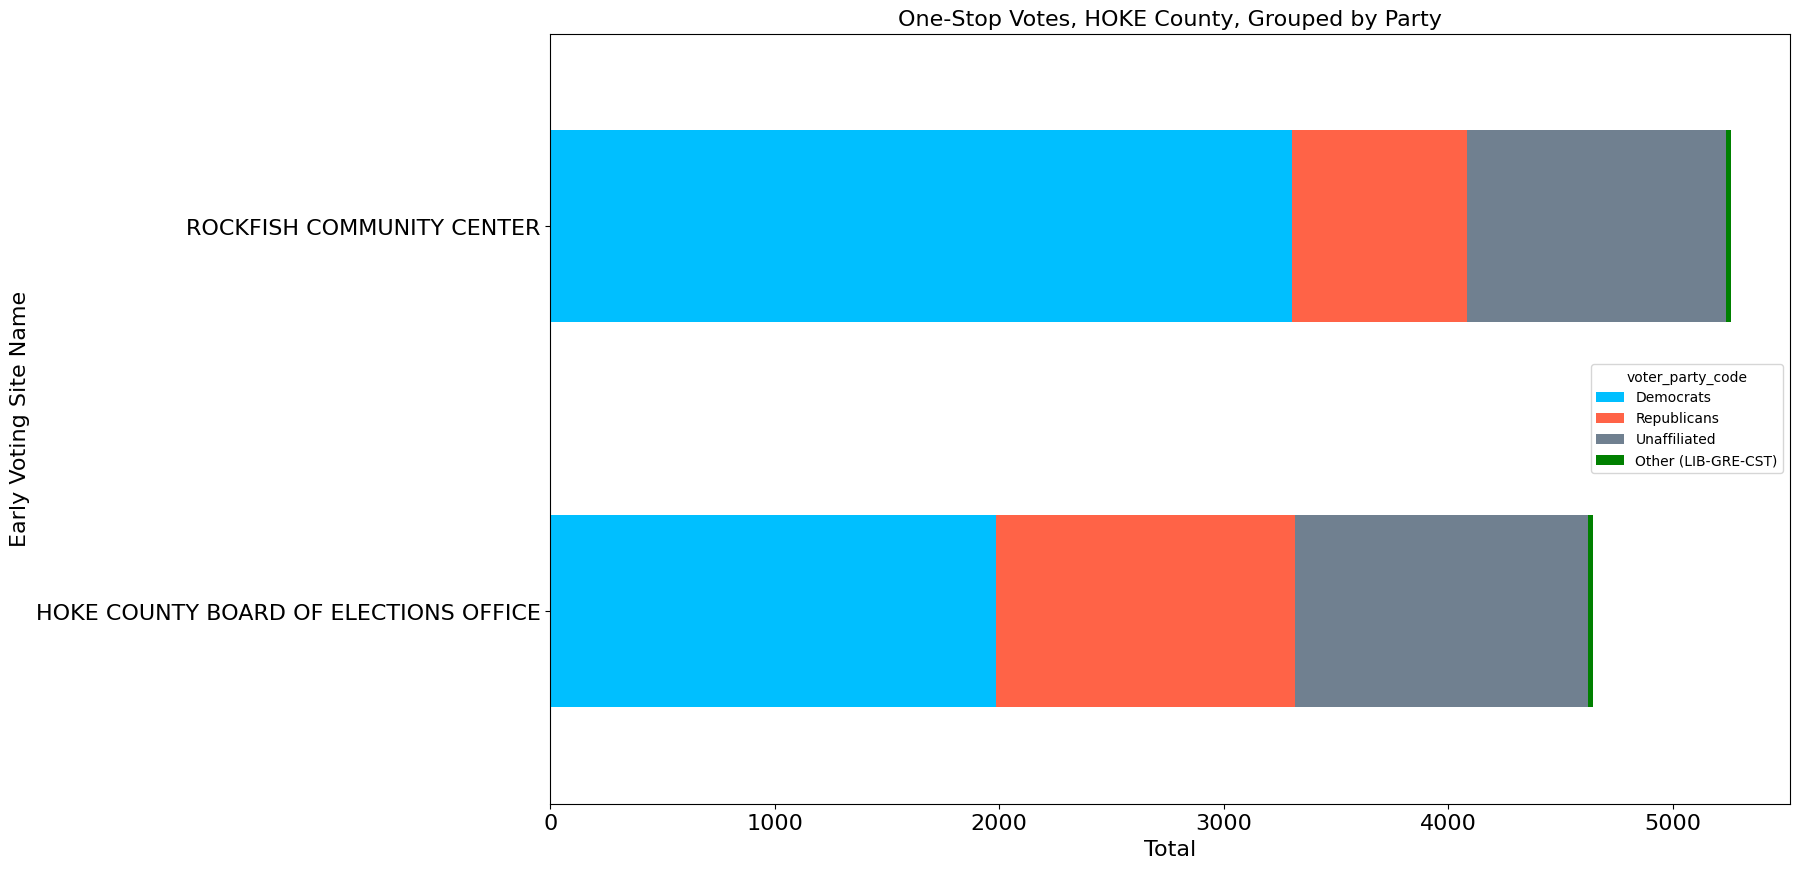 One-Stop Votes, HOKE County, Grouped by Party
Early Voting Site Name
ROCKFISH COMMUNITY CENTER
HOKE COUNTY BOARD OF ELECTIONS OFFICE
voter_party_code
Democrats
Republicans
Unaffiliated
Other (LIB-GRE-CST)
0 1000 2000 3000 4000 5000
Total